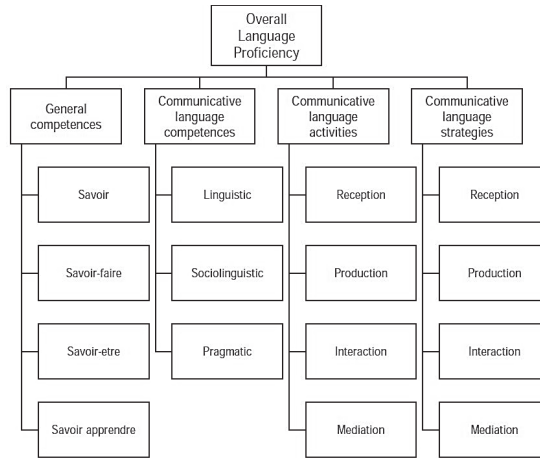 Overall
Language
Proficiency
General
competences
Communicative
language
competences
Communicative
language
activities
Communicative
language
strategies
Savoir
Linguistic
Reception
Reception
Savoir-faire
Sociolinguistic
Production
Production
Savoir-etre
Pragmatic
Interaction
Interaction
Savoir apprendre
Mediation
Mediation